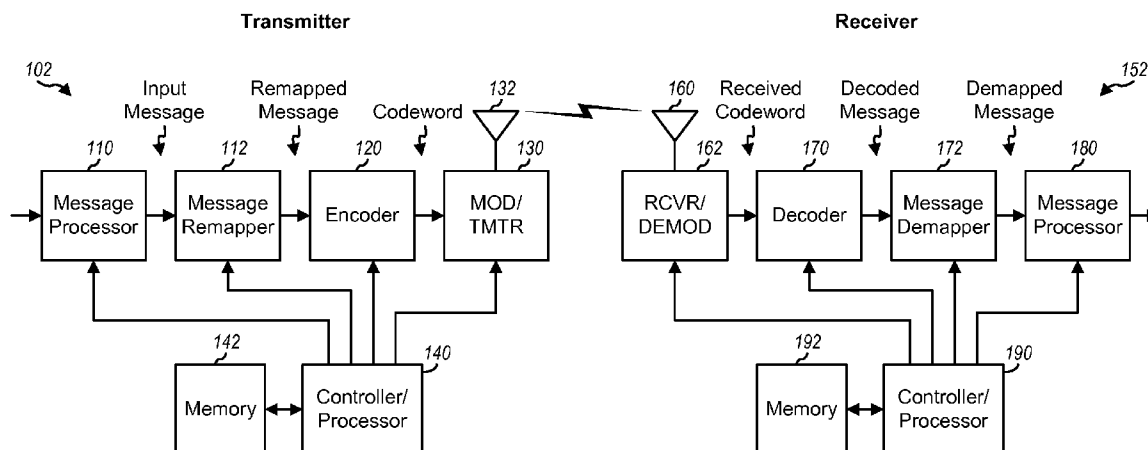 Transmitter
Receiver
102
Input
Message
Remapped
Message
Codeword
132
160
Received
Codeword
Decoded
Message
Demapped
Message
152
110
112
120
130
162
170
172
180
Message
Processor
Message
Remapper
Encoder
MOD/
TMTR
RCVR/
DEMOD
Decoder
Message
Demapper
Message
Processor
142
140
192
190
Memory
Controller/
Processor
Memory
Controller/
Processor